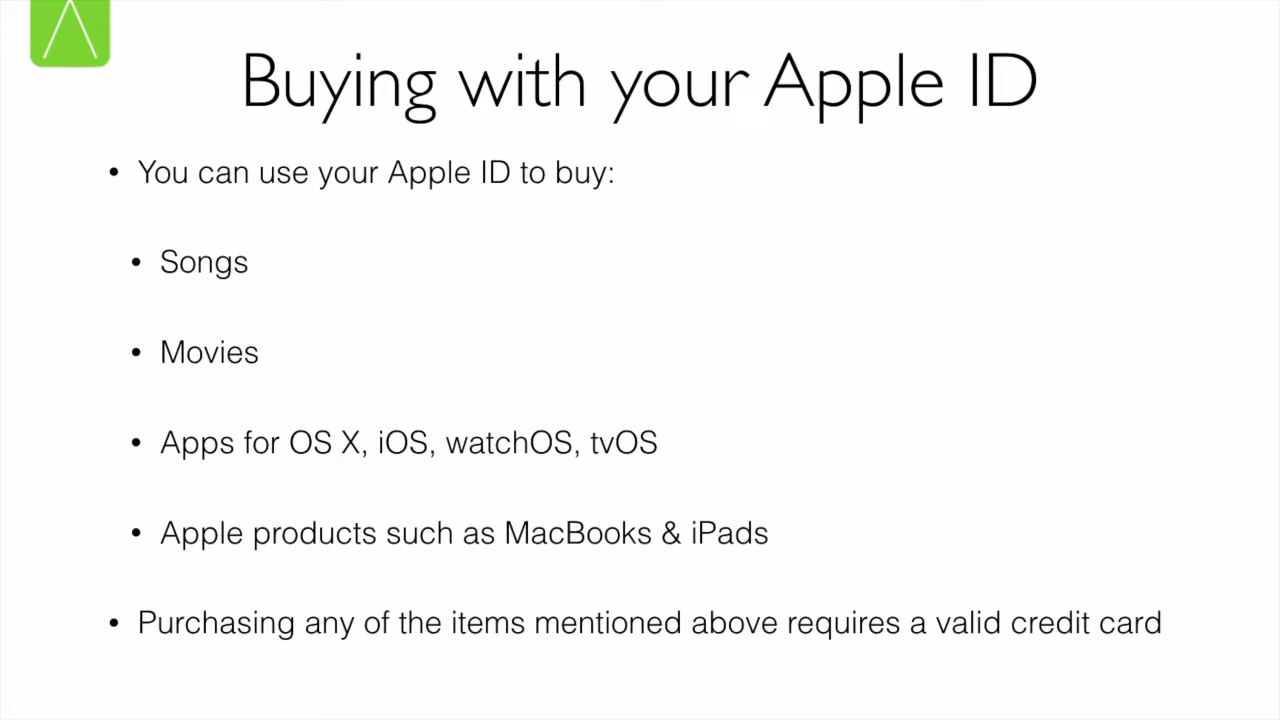 Buying with your Apple ID
• You can use your Apple ID to buy:
• Songs
• Movies
• Apps for OS X, iOS, watchOS, tvOS
• Apple products such as MacBooks & iPads
• Purchasing any of the items mentioned above requires a valid credit card